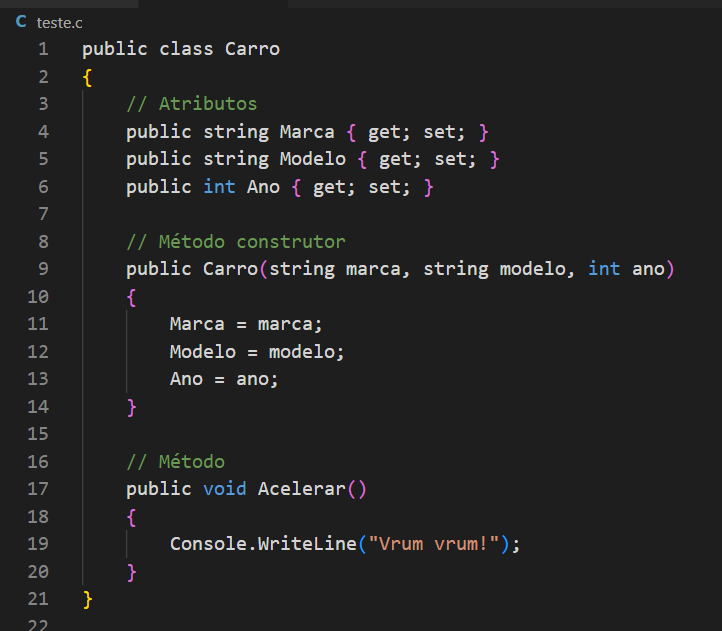 C teste.c
1 public class Carro
2 {
3 // Atributos
4 public string Marca { get; set; }
5 public string Modelo { get; set; }
6 public int Ano { get; set; }
7
8 // Método construtor
9 public Carro(string marca, string modelo, int ano)
10 {
11 Marca = marca;
12 Modelo = modelo;
13 Ano = ano;
14 }
15
16 // Método
17 public void Acelerar()
18 {
19 Console.WriteLine("Vrum vrum!");
20 }
21 }
22